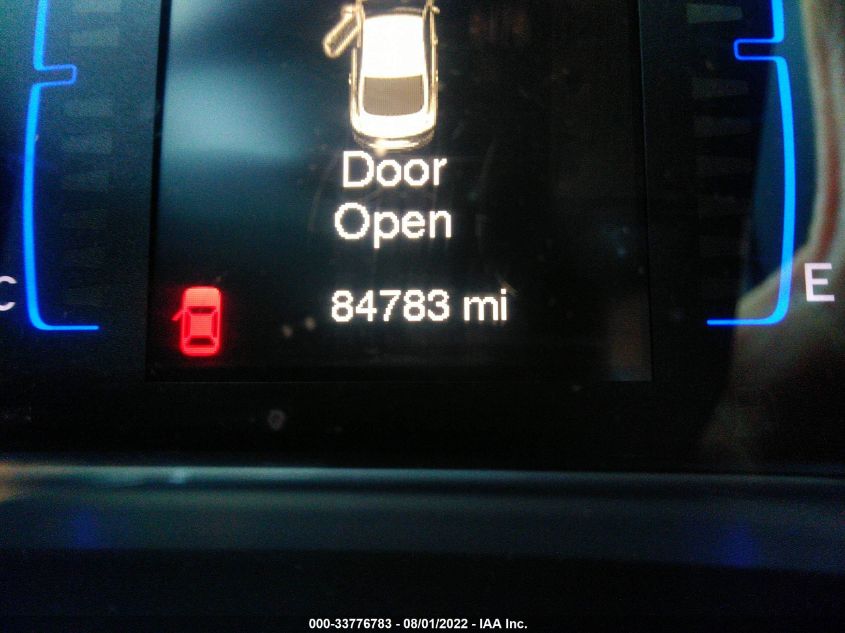 Door
Open
84783 mi
C
E
000-33776783 - 08/01/2022 - IAA Inc.